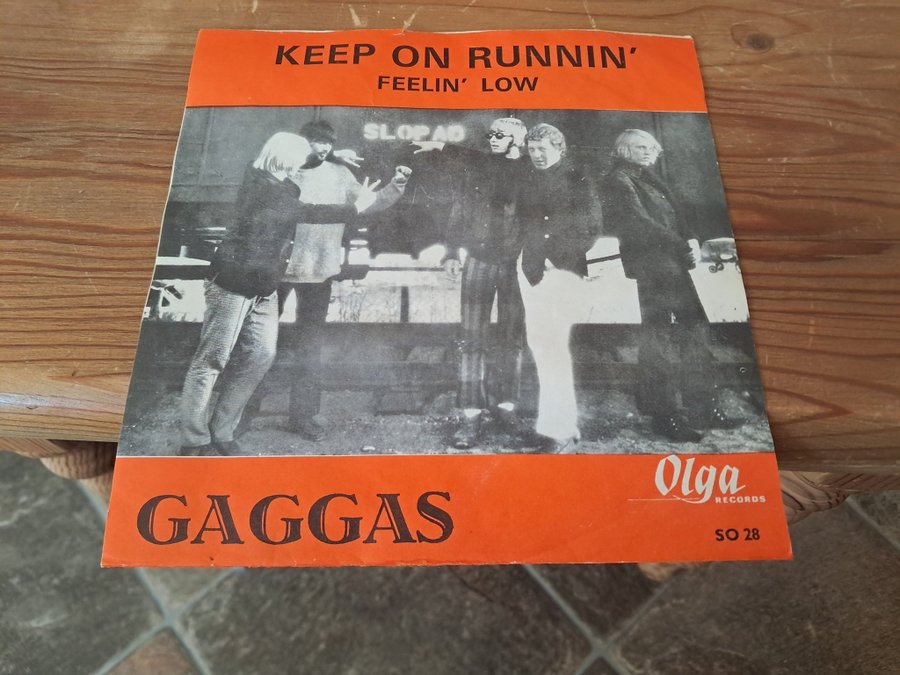 KEEP ON RUNNIN'
FEELIN' LOW
SLOPAD
GAGGAS
Olga
RECORDS
SO 28